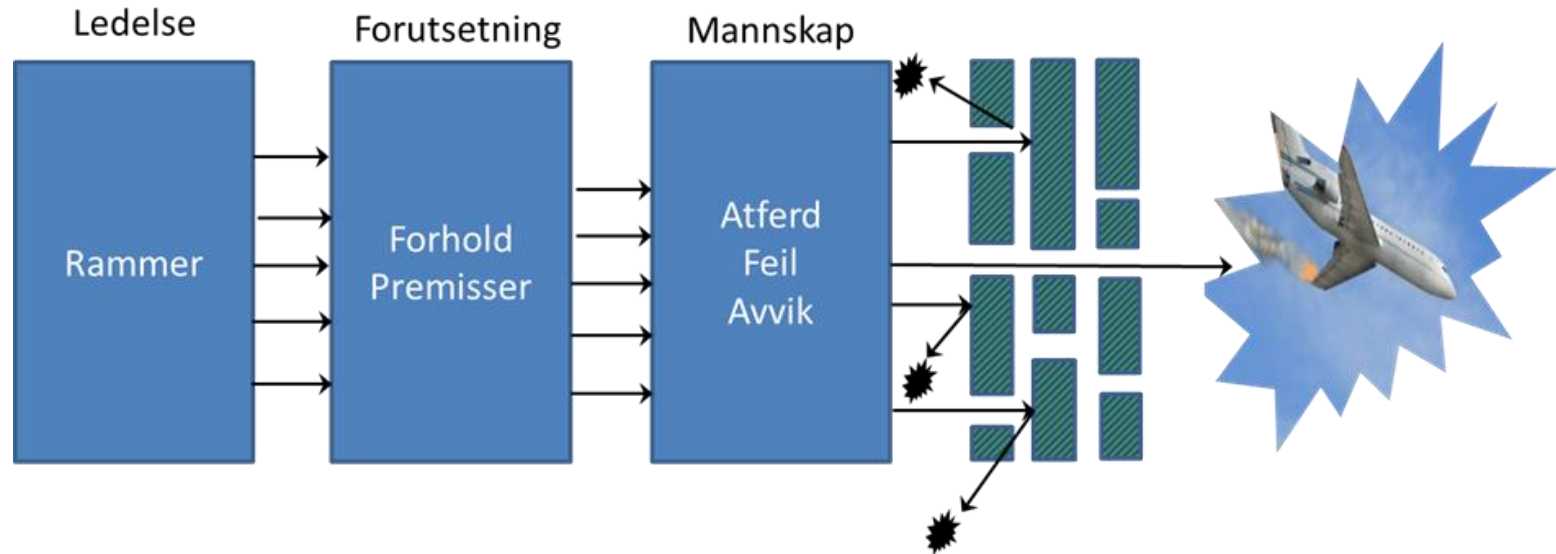 Ledelse
Forutsetning
Mannskap
Rammer
Forhold
Premisser
Atferd
Feil
Avvik